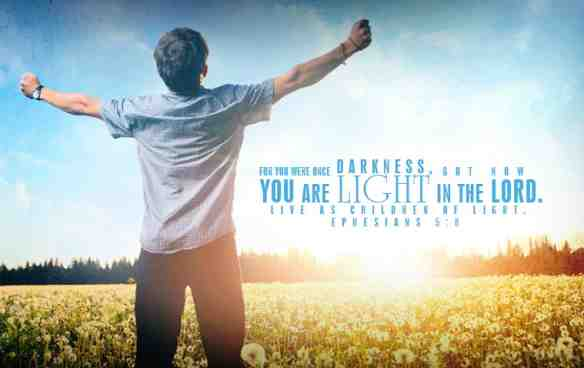 FOR YOU WERE ONCE DARKNESS, BUT NOW
YOU ARE LIGHT IN THE LORD.
LIVE AS CHILDREN OF LIGHT.
EPHESIANS 5:8